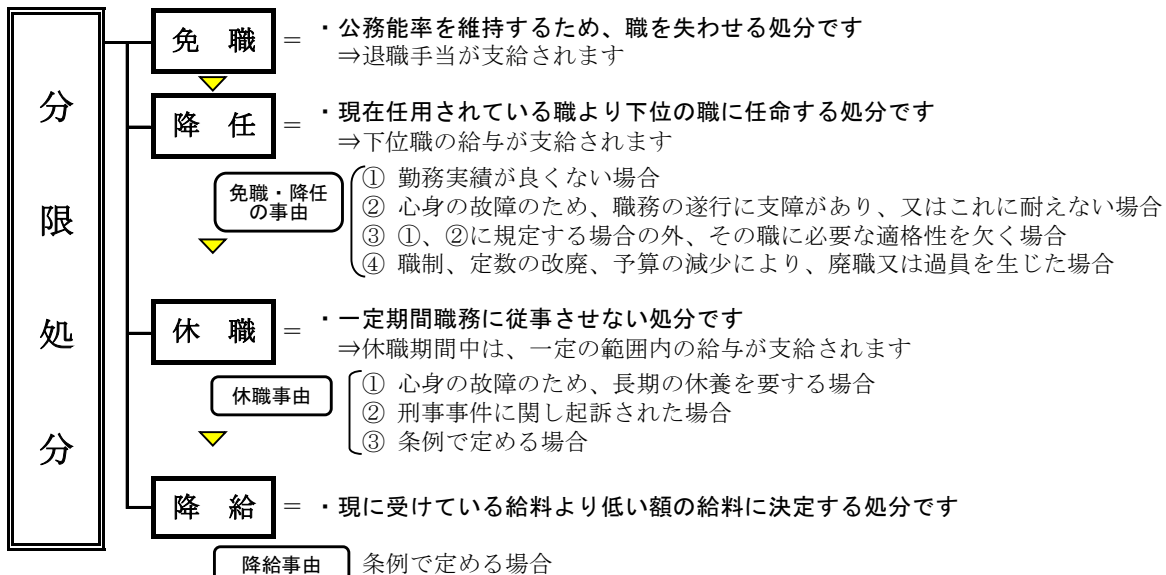 分限処分
免職 = ・公務能率を維持するため、職を失わせる処分です
⇒退職手当が支給されます
降任 = ・現在任用されている職より下位の職に任命する処分です
⇒下位職の給与が支給されます
免職・降任
の事由
① 勤務実績が良くない場合
② 心身の故障のため、職務の遂行に支障があり、又はこれに耐えない場合
③ ①、②に規定する場合の外、その職に必要な適格性を欠く場合
④ 職制、定数の改廃、予算の減少により、廃職又は過員を生じた場合
休職 = ・一定期間職務に従事させない処分です
⇒休職期間中は、一定の範囲内の給与が支給されます
休職事由
① 心身の故障のため、長期の休養を要する場合
② 刑事事件に関し起訴された場合
③ 条例で定める場合
降給 = ・現に受けている給料より低い額の給料に決定する処分です
降給事由 条例で定める場合